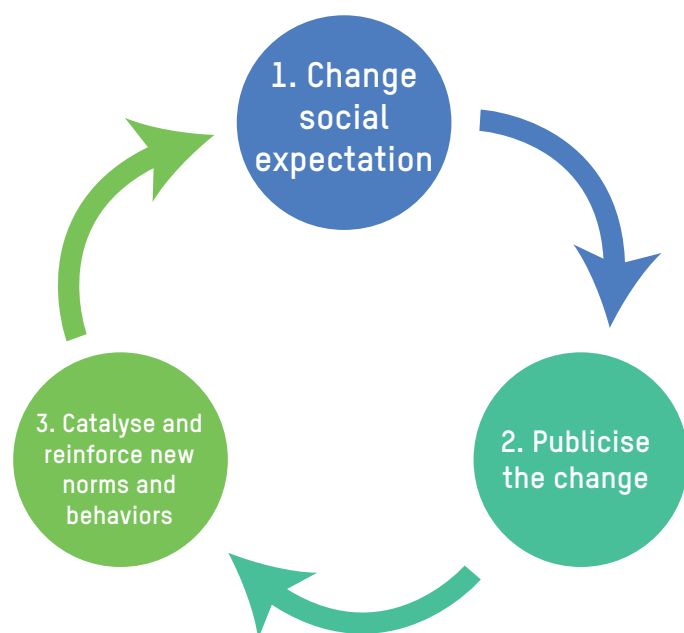 1. Change
social
expectation
2. Publicise
the change
3. Catalyse and
reinforce new
norms and
behaviors